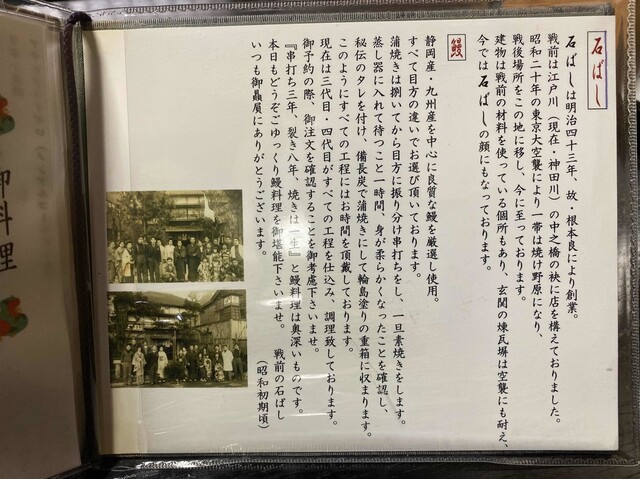 石ばし
石ばしは明治四十三年、故・根本良により創業。
戦前は江戸川（現在・神田川）の中之橋の袂に店を構えておりました。
昭和二十年の東京大空襲により一帯は焼け野原になり、
戦後場所をこの地に移し、今に至っております。
建物は戦前の材料を使っている個所もあり、玄関の煉瓦塀は空襲にも耐え、
今では石ばしの顔にもなっております。
鰻
静岡産・九州産を中心に良質な鰻を厳選し使用。
すべて目方の違いでお選び頂いております。
蒲焼きは捌いてから目方に振り分け串打ちをし、一旦素焼きをします。
蒸し器に入れて待つこと一時間、身が柔らかくなったことを確認し、
秘伝のタレを付け、備長炭で蒲焼きにして輪島塗りの重箱に収まります。
このようにすべての工程にはお時間を頂戴しております。
現在は三代目・四代目がすべての工程を仕込み、調理致しております。
御予約の際、御注文を確認することを御考慮下さいませ。
『串打ち三年、裂き八年、焼きは一生』と鰻料理は奥深いものです。
本日もどうぞごゆっくり鰻料理を御堪能下さいませ。
いつも御贔屓にありがとうございます。
戦前の石ばし
（昭和初期頃）
御料理